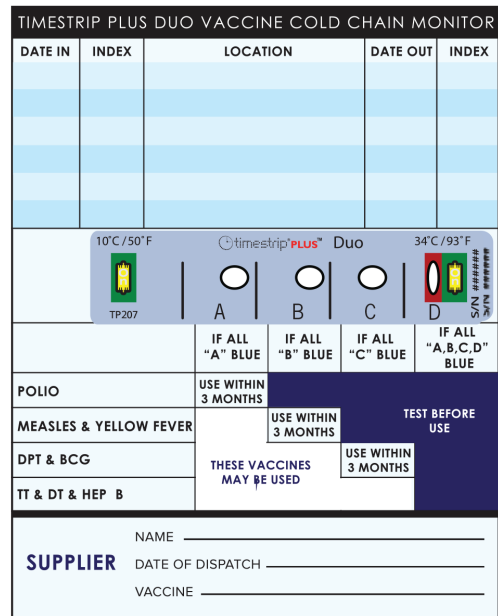 TIMESTRIP PLUS DUO VACCINE COLD CHAIN MONITOR
DATE IN INDEX LOCATION DATE OUT INDEX
10˚C/50˚F timestrip® PLUS™ Duo 34˚C/93˚F
TP207 A B C D
S/N ######
S/N ######
IF ALL "A" BLUE
IF ALL "B" BLUE
IF ALL "C" BLUE
IF ALL "A,B,C,D" BLUE
POLIO USE WITHIN 3 MONTHS
MEASLES & YELLOW FEVER USE WITHIN 3 MONTHS
TEST BEFORE USE
DPT & BCG USE WITHIN 3 MONTHS
THESE VACCINES MAY BE USED
TT & DT & HEP B
SUPPLIER
NAME
DATE OF DISPATCH
VACCINE